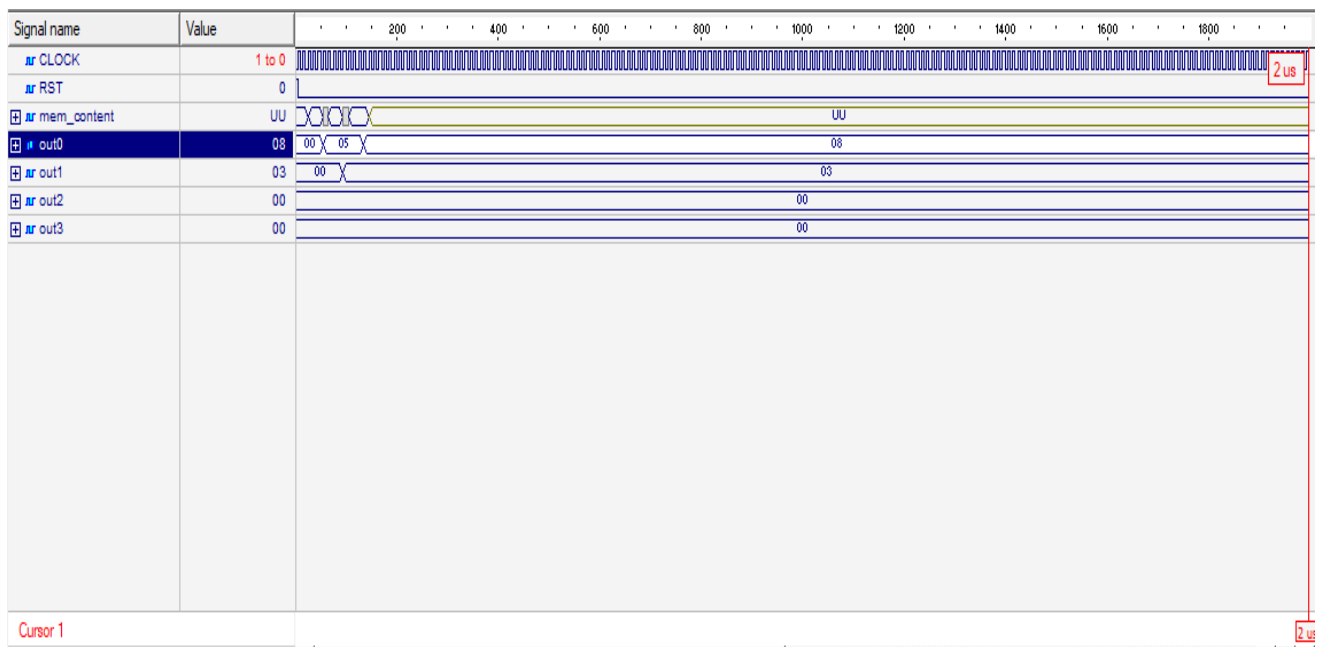 Signal name Value 200 400 600 800 1000 1200 1400 1600 1800
CLOCK 1 to 0 2 us
RST 0
mem_content UU UU
out0 08 00 05 08
out1 03 00 03
out2 00 00
out3 00 00
Cursor 1 2 us